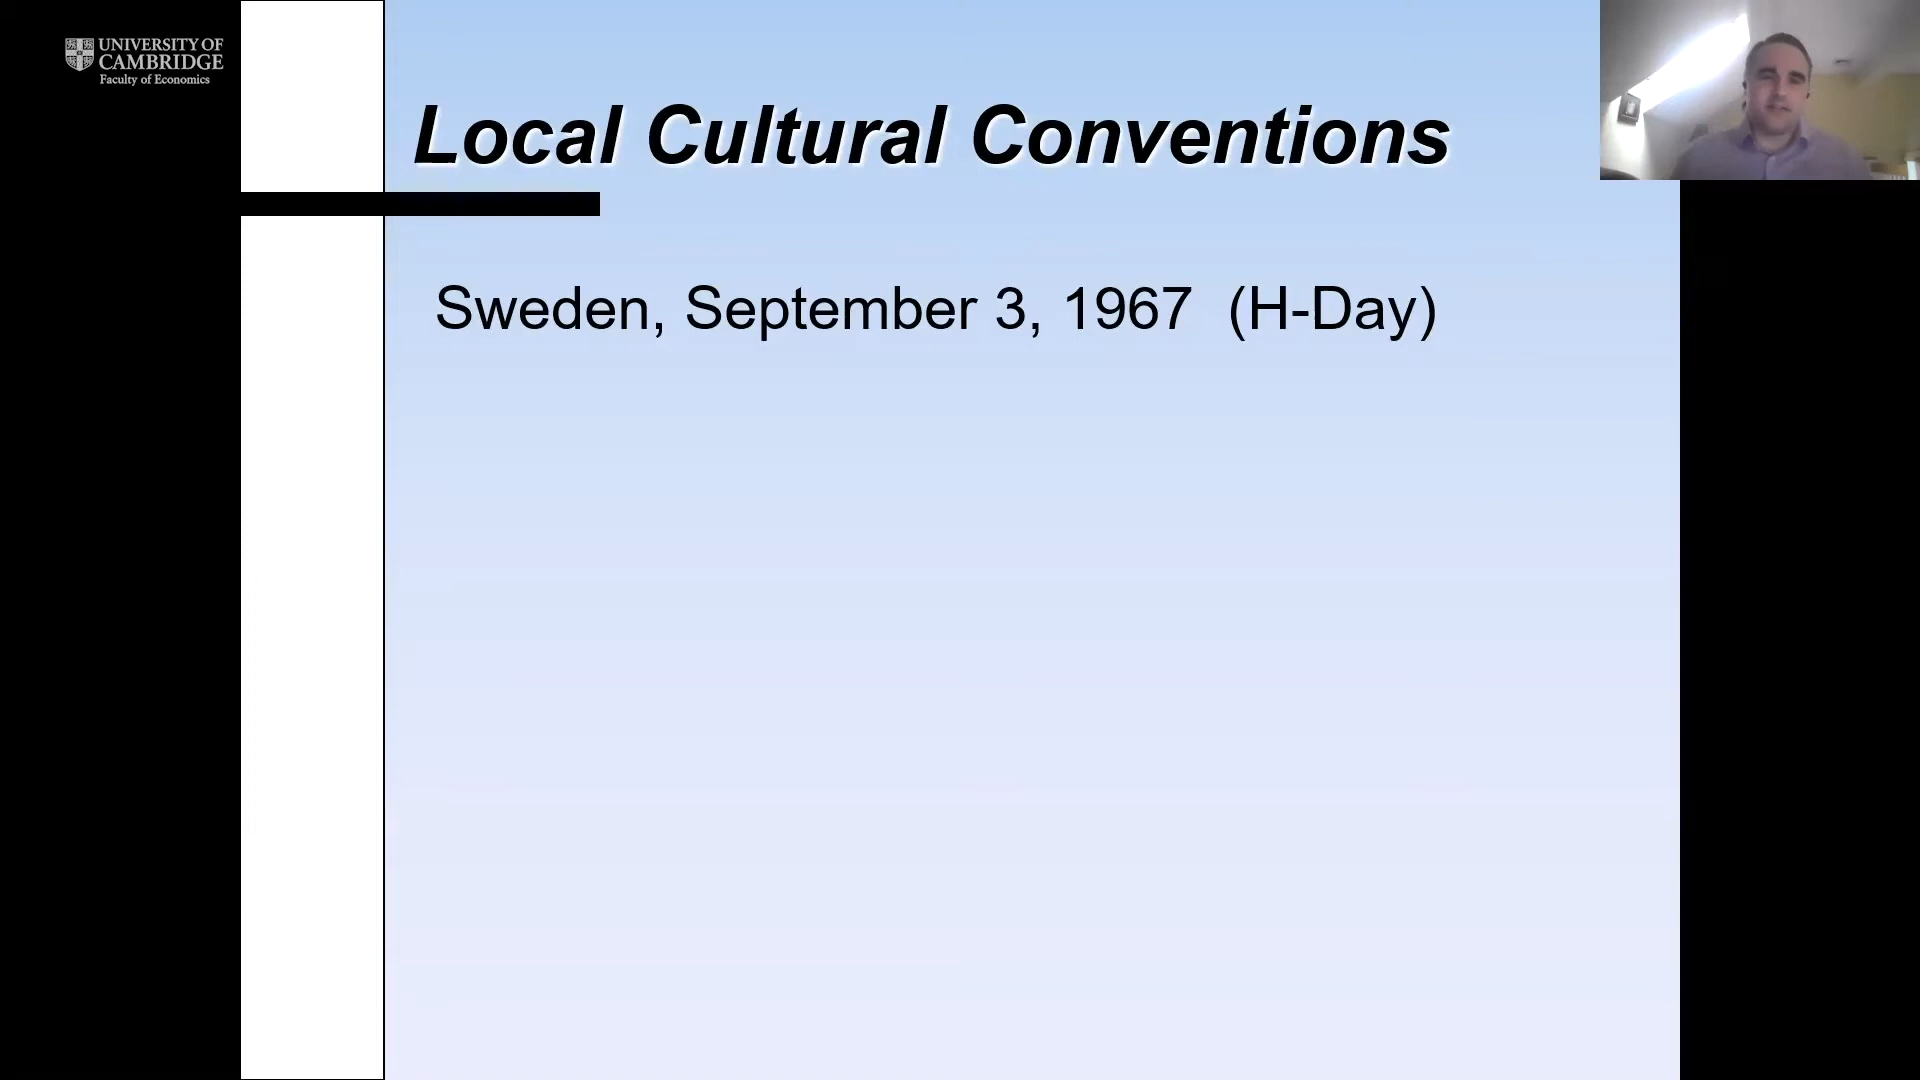 UNIVERSITY OF
CAMBRIDGE
Faculty of Economics
Local Cultural Conventions
Sweden, September 3, 1967  (H-Day)